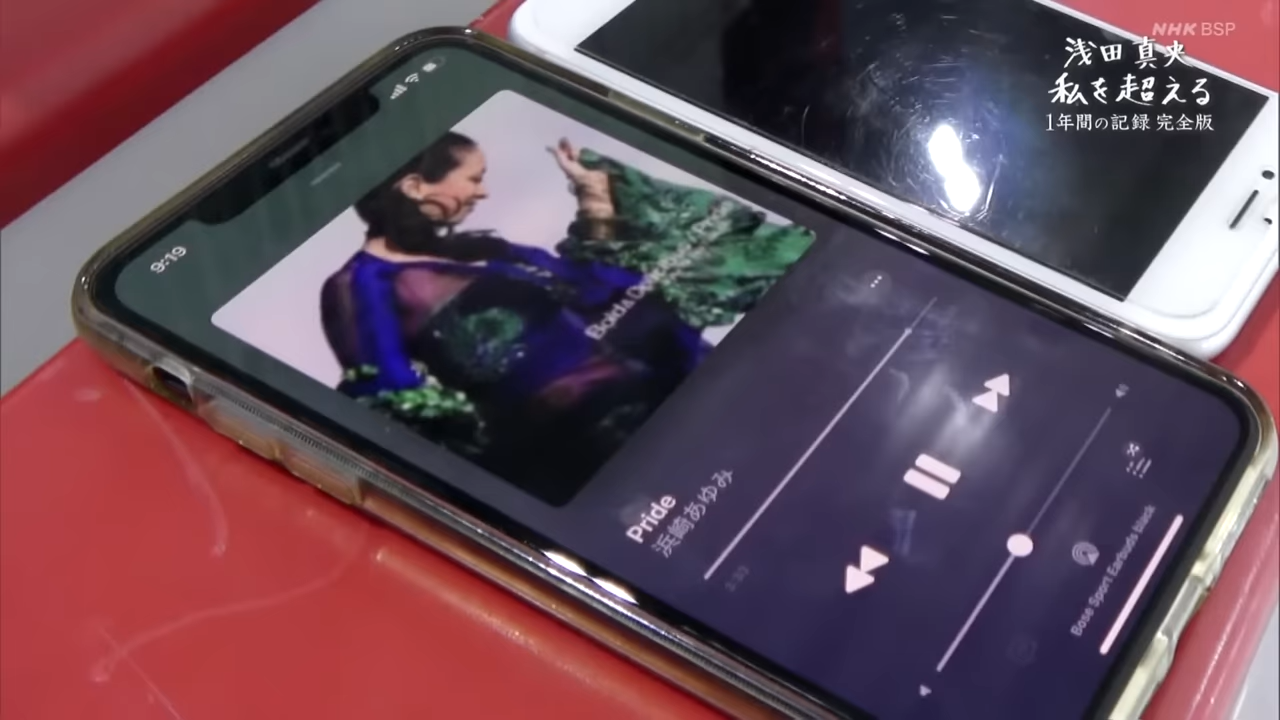 NHK BSP
浅田真央
私を超える
1年間の記録 完全版
9:19
Pride
浜崎あゆみ
Bose Sport Earbuds black